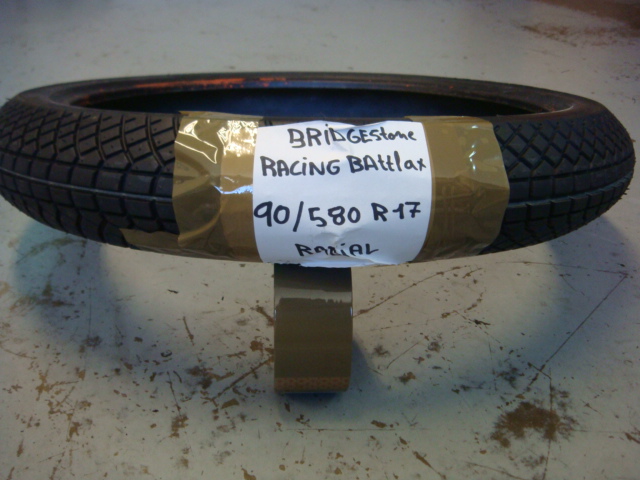 BRIDGEstone
RACING BAttlax
90/580 R17
RADIAL